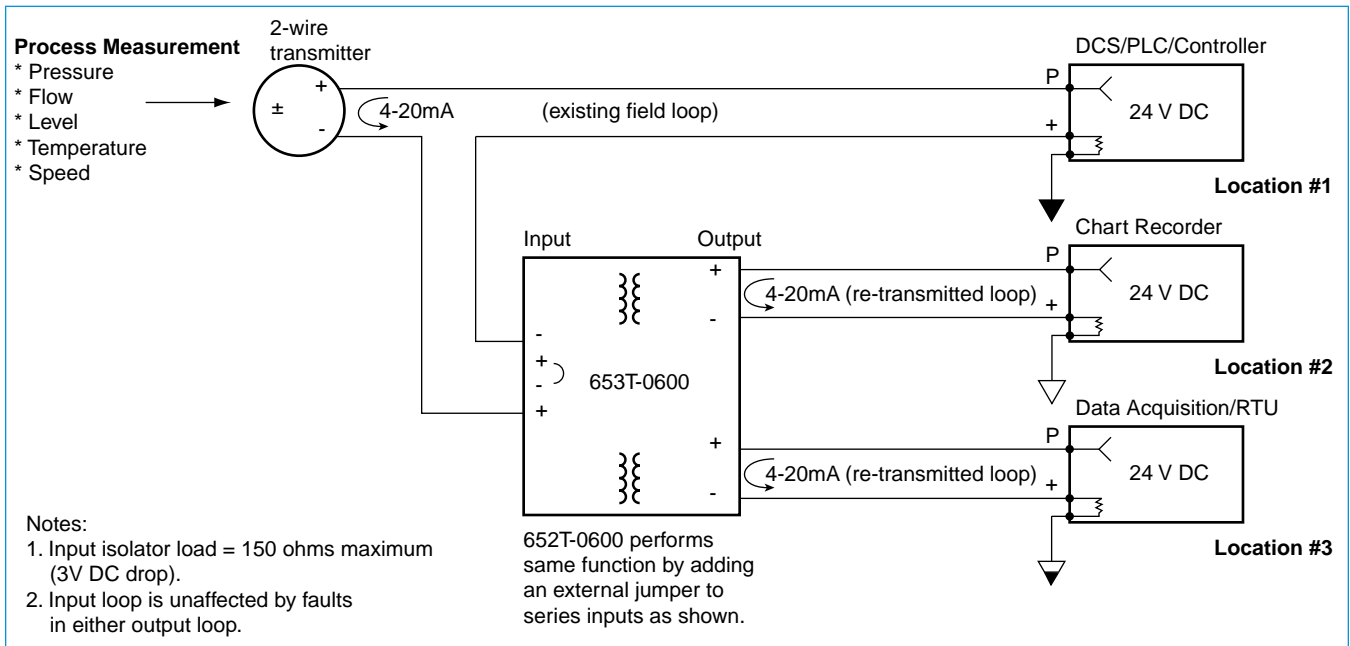 Process Measurement
* Pressure
* Flow
* Level
* Temperature
* Speed
2-wire
transmitter
±
+
-
4-20mA
(existing field loop)
DCS/PLC/Controller
P
+
24 V DC
Location #1
Input
Output
-
+
-
+
653T-0600
+
-
4-20mA (re-transmitted loop)
+
-
4-20mA (re-transmitted loop)
Chart Recorder
P
+
24 V DC
Location #2
Data Acquisition/RTU
P
+
24 V DC
Location #3
652T-0600 performs
same function by adding
an external jumper to
series inputs as shown.
Notes:
1. Input isolator load = 150 ohms maximum
(3V DC drop).
2. Input loop is unaffected by faults
in either output loop.